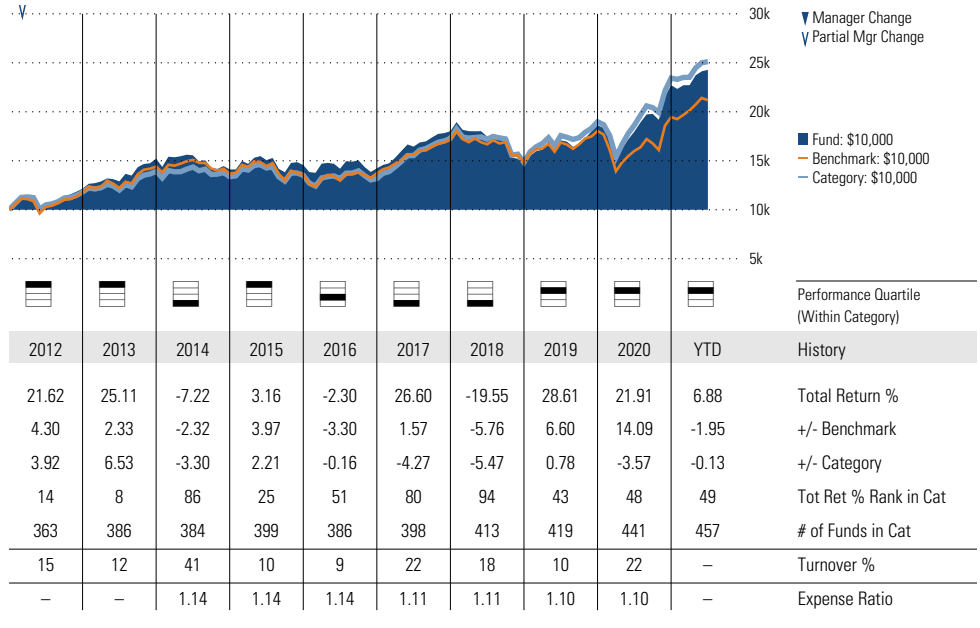 30k
25k
20k
15k
10k
5k
Manager Change
Partial Mgr Change
Fund: $10,000
Benchmark: $10,000
Category: $10,000
Performance Quartile
(Within Category)
2012 2013 2014 2015 2016 2017 2018 2019 2020 YTD History
21.62 25.11 -7.22 3.16 -2.30 26.60 -19.55 28.61 21.91 6.88 Total Return %
4.30 2.33 -2.32 3.97 -3.30 1.57 -5.76 6.60 14.09 -1.95 +/- Benchmark
3.92 6.53 -3.30 2.21 -0.16 -4.27 -5.47 0.78 -3.57 -0.13 +/- Category
14 8 86 25 51 80 94 43 48 49 Tot Ret % Rank in Cat
363 386 384 399 386 398 413 419 441 457 # of Funds in Cat
15 12 41 10 9 22 18 10 22 – Turnover %
– – 1.14 1.14 1.14 1.11 1.11 1.10 1.10 – Expense Ratio